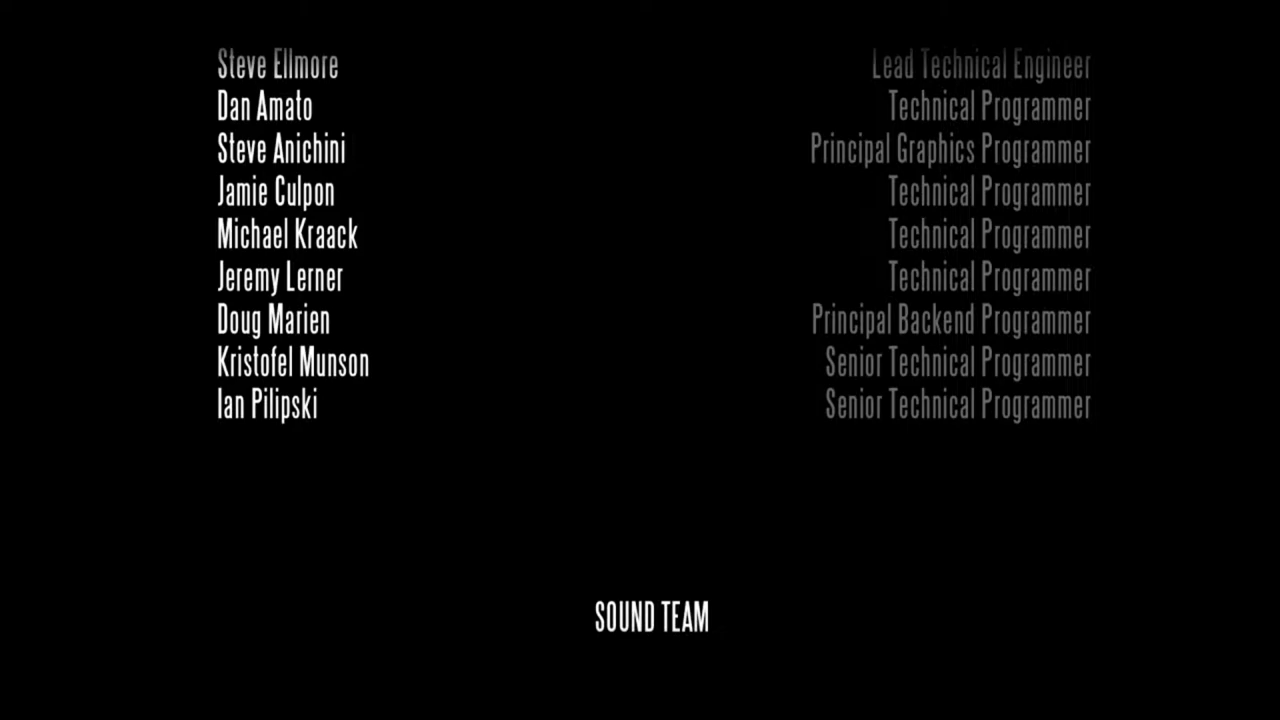 Steve Ellmore Lead Technical Engineer
Dan Amato Technical Programmer
Steve Anichini Principal Graphics Programmer
Jamie Culpon Technical Programmer
Michael Kraack Technical Programmer
Jeremy Lerner Technical Programmer
Doug Marien Principal Backend Programmer
Kristofel Munson Senior Technical Programmer
Ian Pilipski Senior Technical Programmer
SOUND TEAM